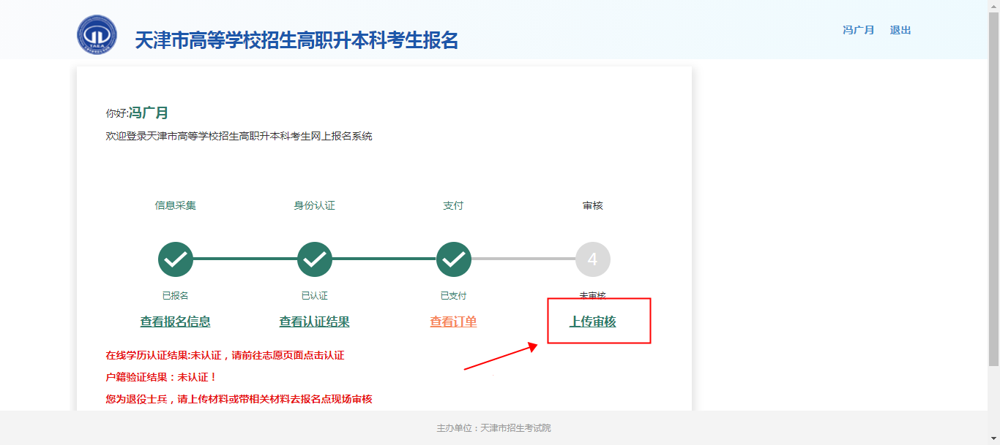 天津市高等学校招生高职升本科考生报名
冯广月 退出
TAEA
你好:冯广月
欢迎登录天津市高等学校招生高职升本科考生网上报名系统
信息采集 身份认证 支付 审核
4
已报名 已认证 已支付 未审核
查看报名信息 查看认证结果 查看订单 上传审核
在线学历认证结果:未认证，请前往志愿页面点击认证
户籍验证结果：未认证！
您为退役士兵，请上传材料或带相关材料去报名点现场审核
主办单位：天津市招生考试院